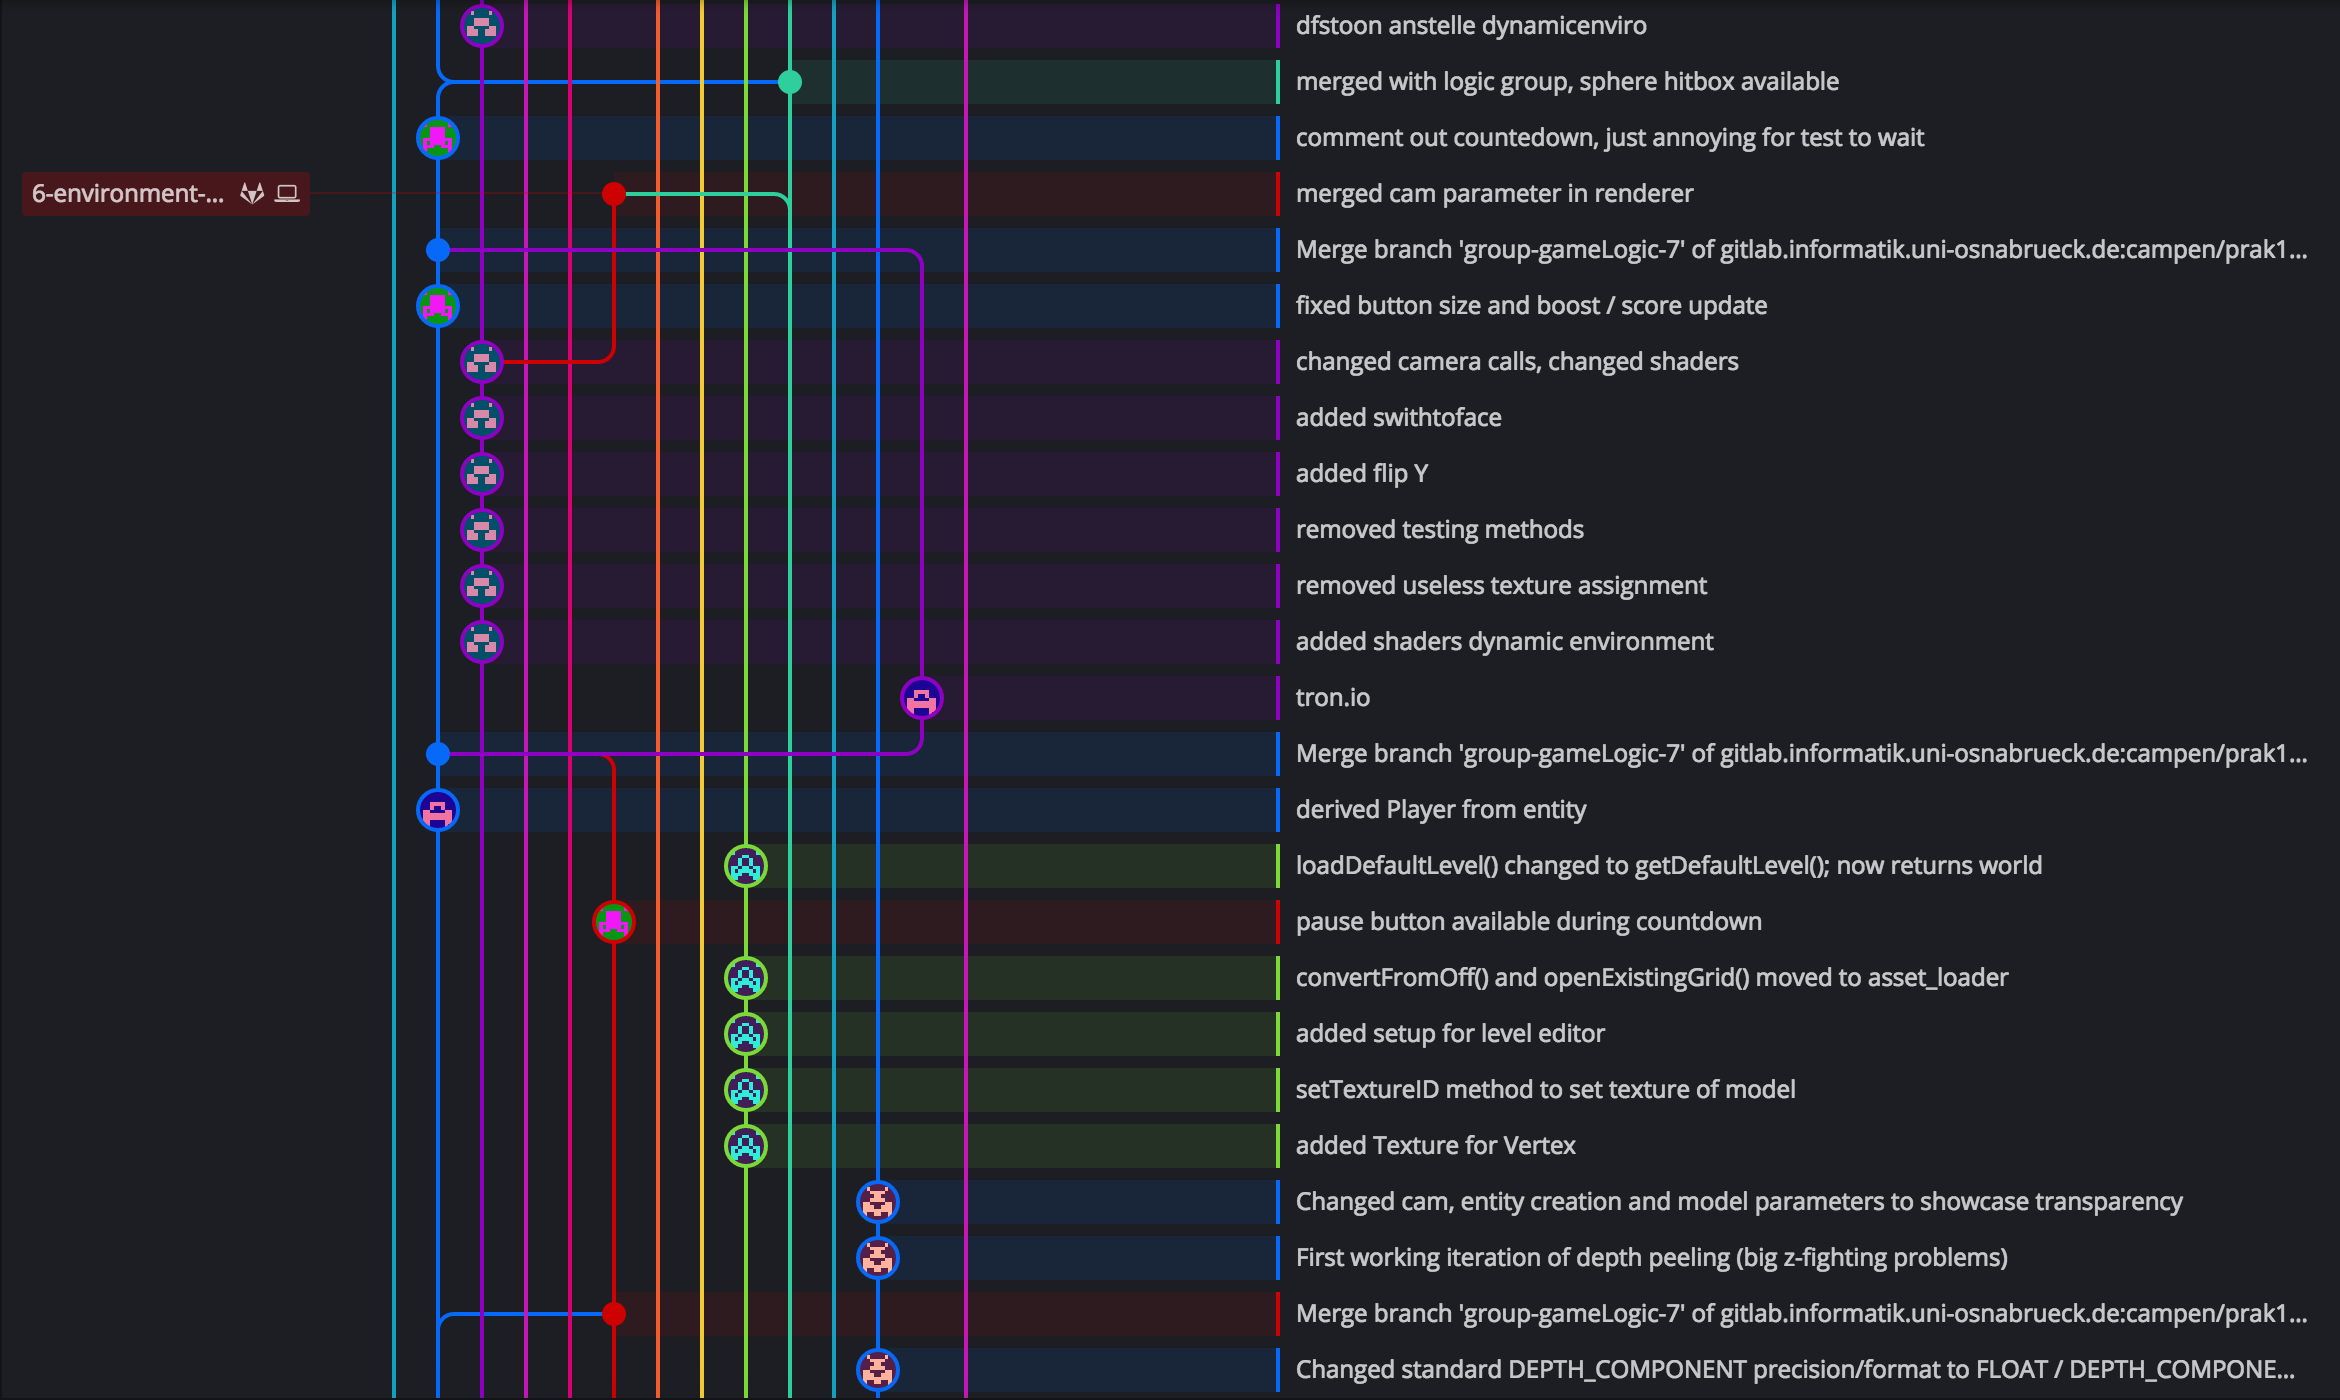 dfstoon anstelle dynamicenviro
merged with logic group, sphere hitbox available
comment out countedown, just annoying for test to wait
6-environment-...
merged cam parameter in renderer
Merge branch 'group-gameLogic-7' of gitlab.informatik.uni-osnabrueck.de:campen/prak1...
fixed button size and boost / score update
changed camera calls, changed shaders
added swithtoface
added flip Y
removed testing methods
removed useless texture assignment
added shaders dynamic environment
tron.io
Merge branch 'group-gameLogic-7' of gitlab.informatik.uni-osnabrueck.de:campen/prak1...
derived Player from entity
loadDefaultLevel() changed to getDefaultLevel(); now returns world
pause button available during countdown
convertFromOff() and openExistingGrid() moved to asset_loader
added setup for level editor
setTextureID method to set texture of model
added Texture for Vertex
Changed cam, entity creation and model parameters to showcase transparency
First working iteration of depth peeling (big z-fighting problems)
Merge branch 'group-gameLogic-7' of gitlab.informatik.uni-osnabrueck.de:campen/prak1...
Changed standard DEPTH_COMPONENT precision/format to FLOAT / DEPTH_COMPONE...